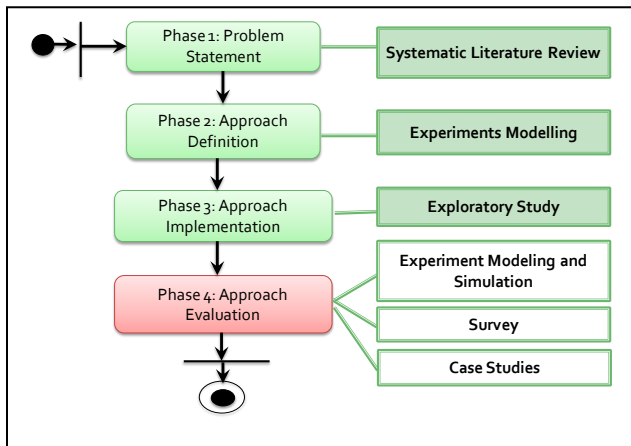 Phase 1: Problem
Statement
Systematic Literature Review
Phase 2: Approach
Definition
Experiments Modelling
Phase 3: Approach
Implementation
Exploratory Study
Phase 4: Approach
Evaluation
Experiment Modeling and
Simulation
Survey
Case Studies